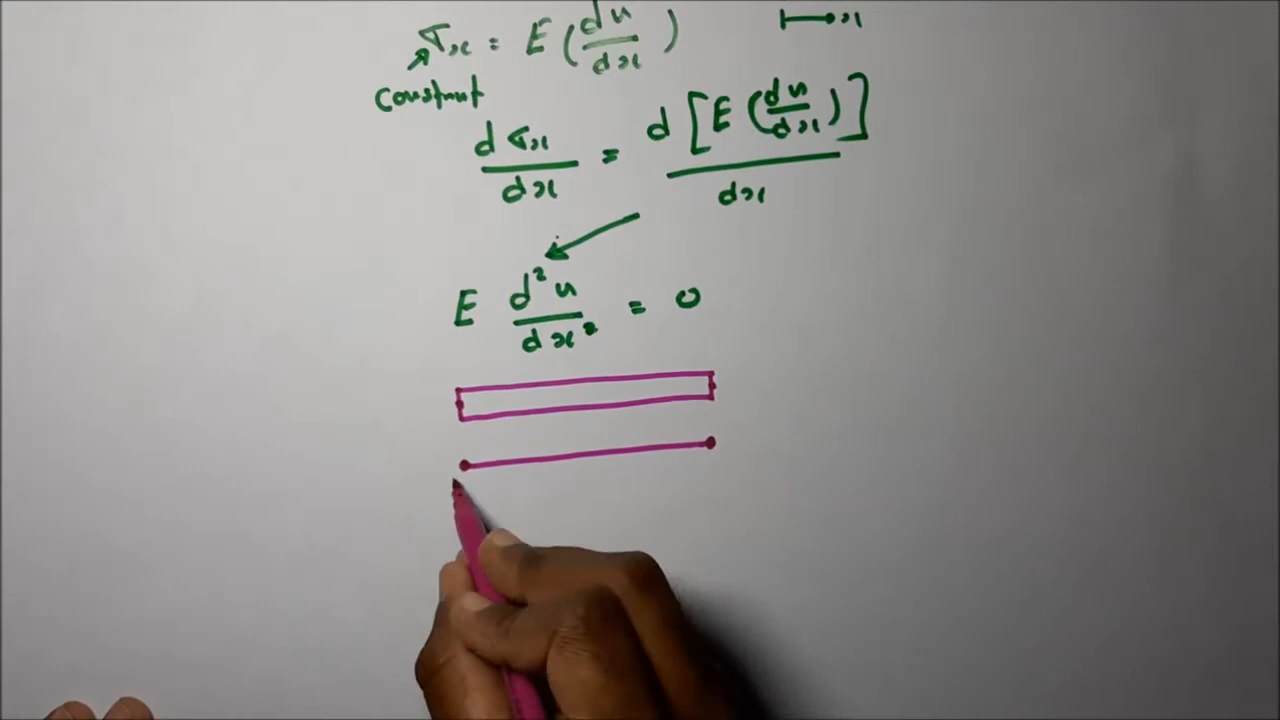 σx = E (du/dx) x
constant
dσx/dx = d[E (du/dx)]/dx
E d²u/dx² = 0